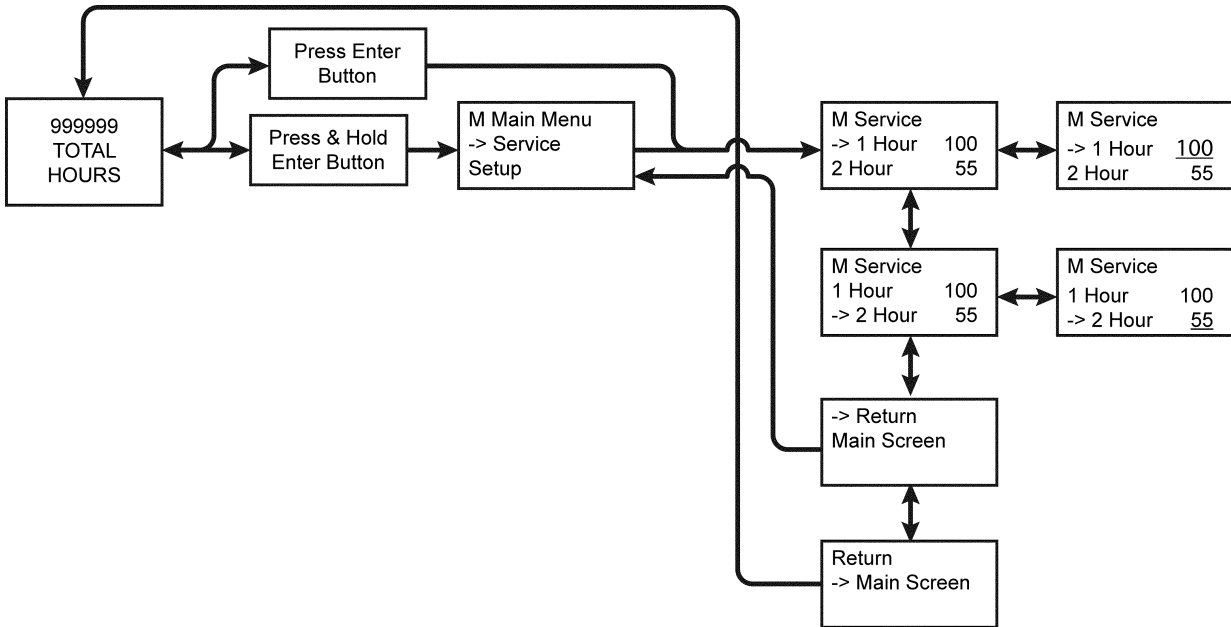 Press Enter
Button
999999
TOTAL
HOURS
Press & Hold
Enter Button
M Main Menu
-> Service
Setup
M Service
-> 1 Hour 100
2 Hour 55
M Service
-> 1 Hour 100
2 Hour 55
M Service
1 Hour 100
-> 2 Hour 55
M Service
1 Hour 100
-> 2 Hour 55
-> Return
Main Screen
Return
-> Main Screen